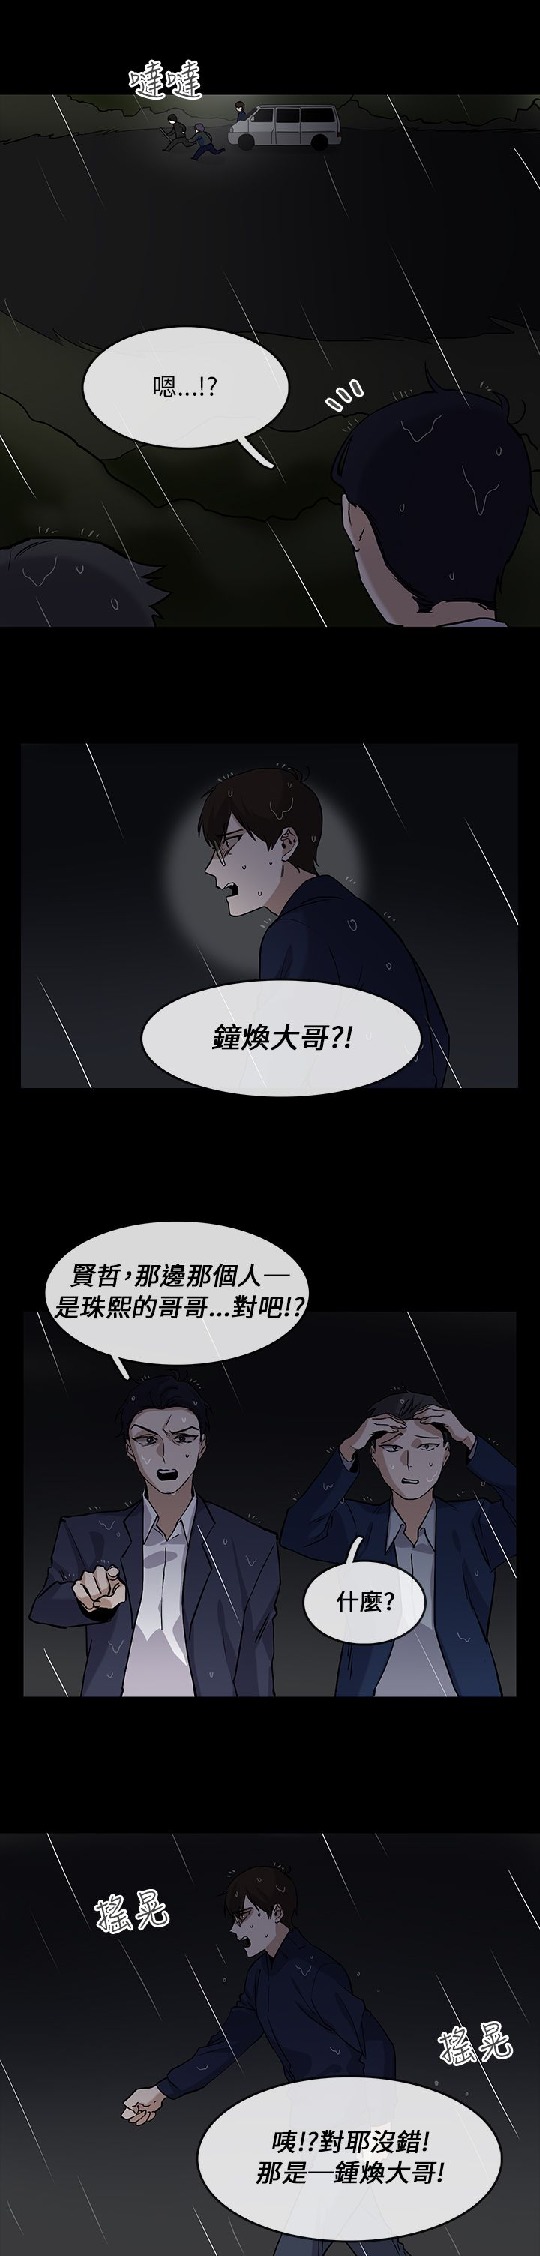 噠噠
嗯...!?
鐘煥大哥?!
賢哲，那邊那個人—
是珠熙的哥哥...對吧!?
什麼?
搖晃
搖晃
咦!?對耶沒錯!
那是—鍾煥大哥!